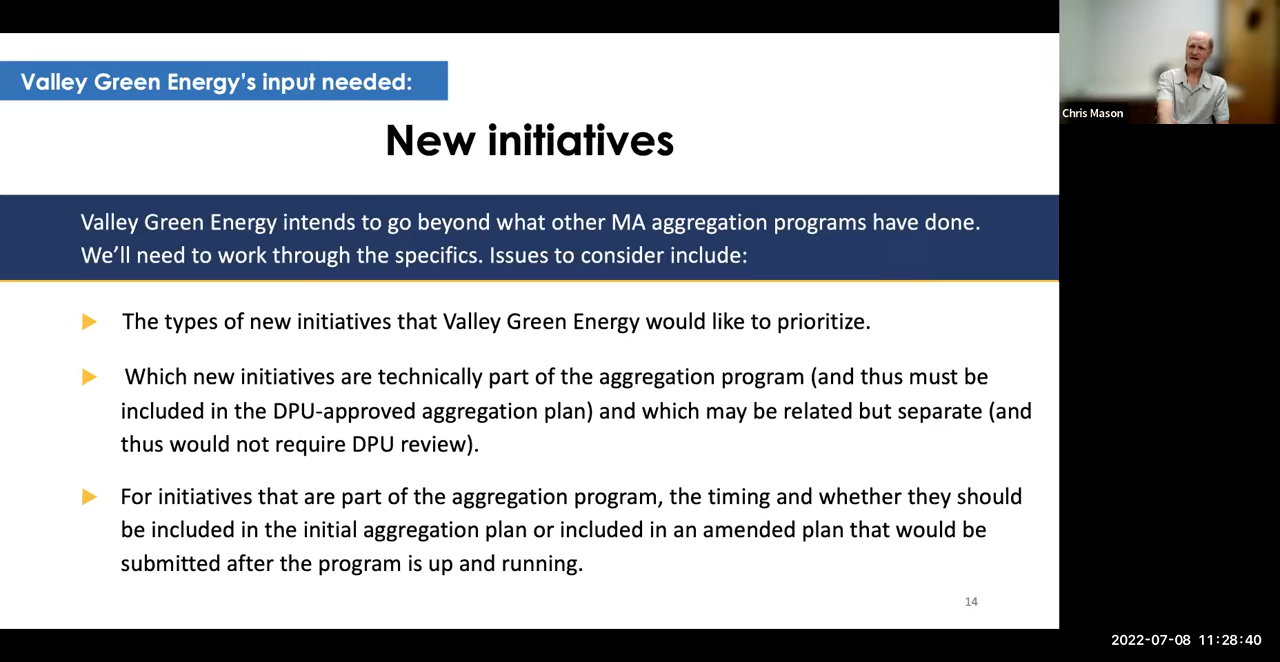 Valley Green Energy’s input needed:
New initiatives
Valley Green Energy intends to go beyond what other MA aggregation programs have done.
We’ll need to work through the specifics. Issues to consider include:
The types of new initiatives that Valley Green Energy would like to prioritize.
Which new initiatives are technically part of the aggregation program (and thus must be
included in the DPU-approved aggregation plan) and which may be related but separate (and
thus would not require DPU review).
For initiatives that are part of the aggregation program, the timing and whether they should
be included in the initial aggregation plan or included in an amended plan that would be
submitted after the program is up and running.
14
Chris Mason
2022-07-08 11:28:40